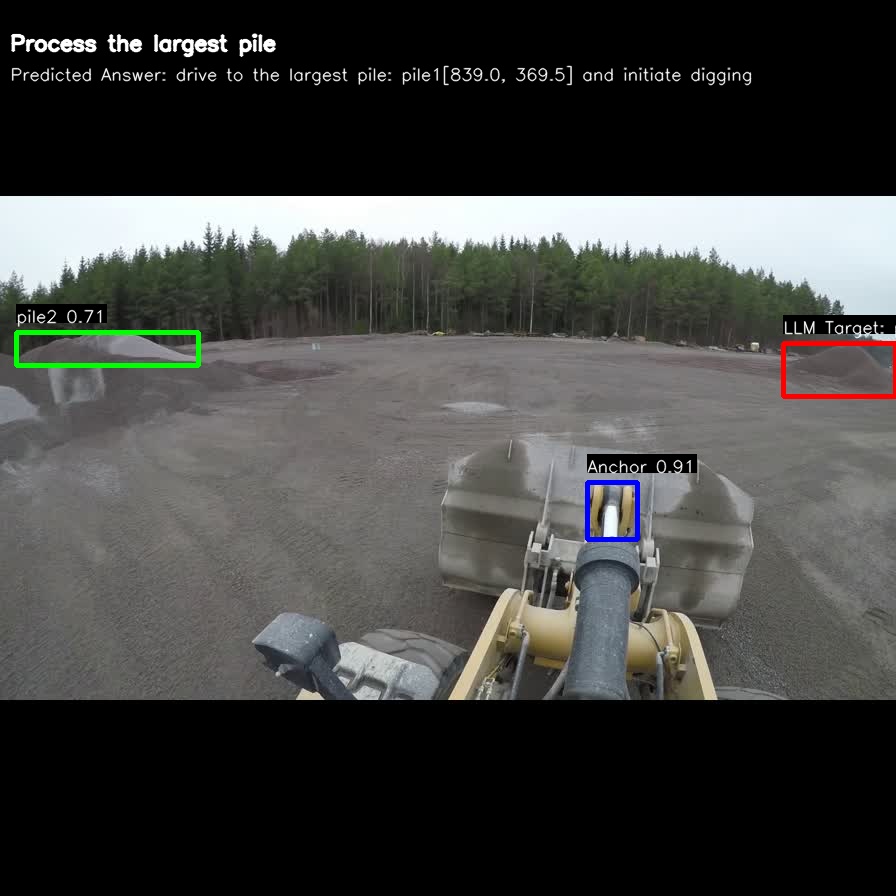 Process the largest pile
Predicted Answer: drive to the largest pile: pile1[839.0, 369.5] and initiate digging
pile2 0.71
LLM Target:
Anchor 0.91